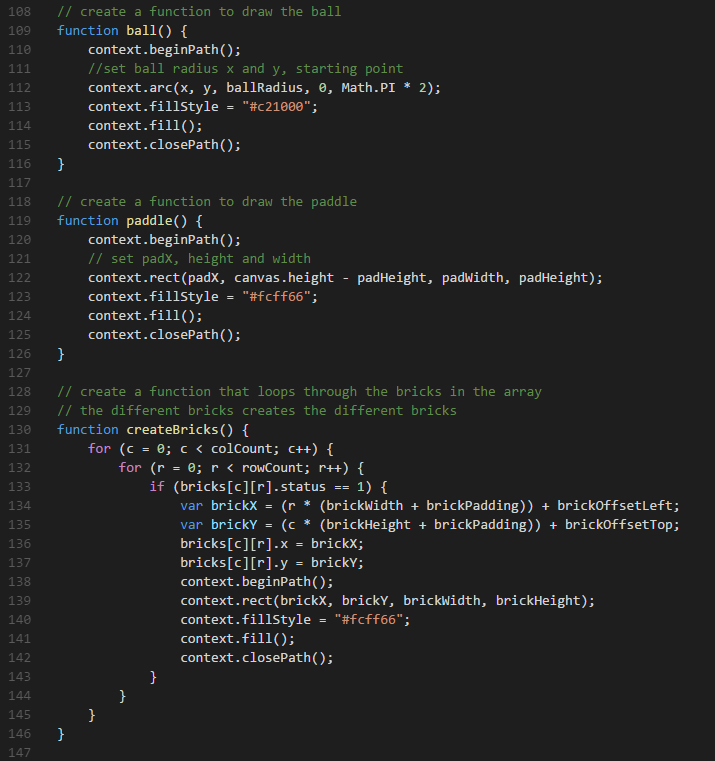 108 // create a function to draw the ball
109 function ball() {
110     context.beginPath();
111     //set ball radius x and y, starting point
112     context.arc(x, y, ballRadius, 0, Math.PI * 2);
113     context.fillStyle = "#c21000";
114     context.fill();
115     context.closePath();
116 }
117
118 // create a function to draw the paddle
119 function paddle() {
120     context.beginPath();
121     // set padX, height and width
122     context.rect(padX, canvas.height - padHeight, padWidth, padHeight);
123     context.fillStyle = "#fcff66";
124     context.fill();
125     context.closePath();
126 }
127
128 // create a function that loops through the bricks in the array
129 // the different bricks creates the different bricks
130 function createBricks() {
131     for (c = 0; c < colCount; c++) {
132         for (r = 0; r < rowCount; r++) {
133             if (bricks[c][r].status == 1) {
134                 var brickX = (r * (brickWidth + brickPadding)) + brickOffsetLeft;
135                 var brickY = (c * (brickHeight + brickPadding)) + brickOffsetTop;
136                 bricks[c][r].x = brickX;
137                 bricks[c][r].y = brickY;
138                 context.beginPath();
139                 context.rect(brickX, brickY, brickWidth, brickHeight);
140                 context.fillStyle = "#fcff66";
141                 context.fill();
142                 context.closePath();
143             }
144         }
145     }
146 }
147